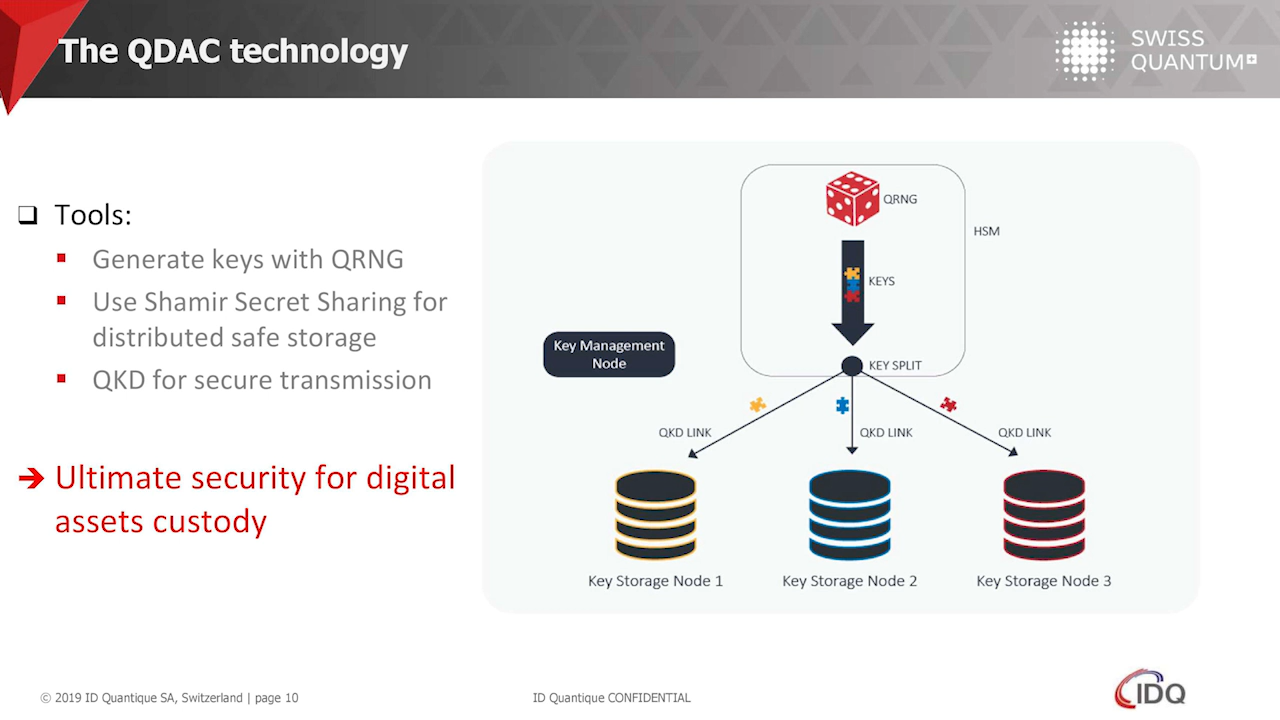 The QDAC technology
SWISS
QUANTUM
Tools:
Generate keys with QRNG
Use Shamir Secret Sharing for
distributed safe storage
QKD for secure transmission
Ultimate security for digital
assets custody
QRNG
HSM
KEYS
Key Management
Node
KEY SPLIT
QKD LINK
QKD LINK
QKD LINK
Key Storage Node 1
Key Storage Node 2
Key Storage Node 3
© 2019 ID Quantique SA, Switzerland | page 10
ID Quantique CONFIDENTIAL
IDQ